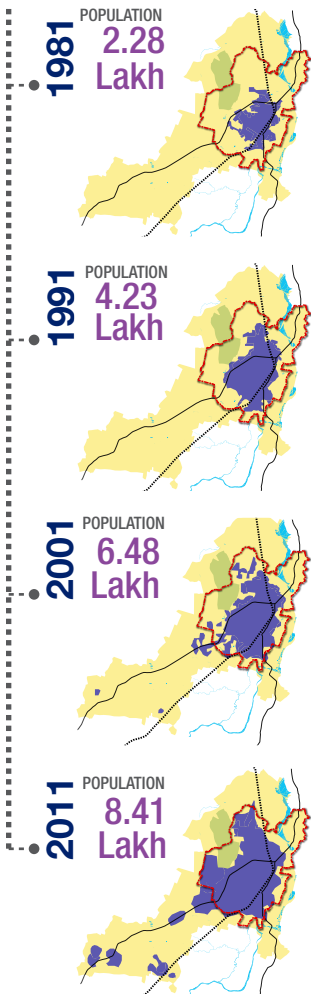 1981
POPULATION
2.28
Lakh
1991
POPULATION
4.23
Lakh
2001
POPULATION
6.48
Lakh
2011
POPULATION
8.41
Lakh